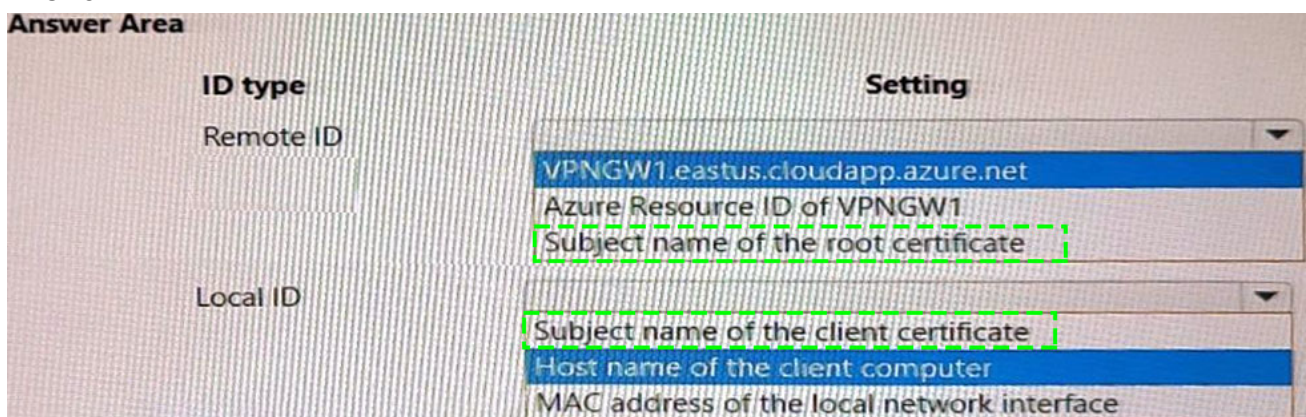 Answer Area
ID type Setting
Remote ID
VPNGW1.eastus.cloudapp.azure.net
Azure Resource ID of VPNGW1
Subject name of the root certificate
Local ID
Subject name of the client certificate
Host name of the client computer
MAC address of the local network interface